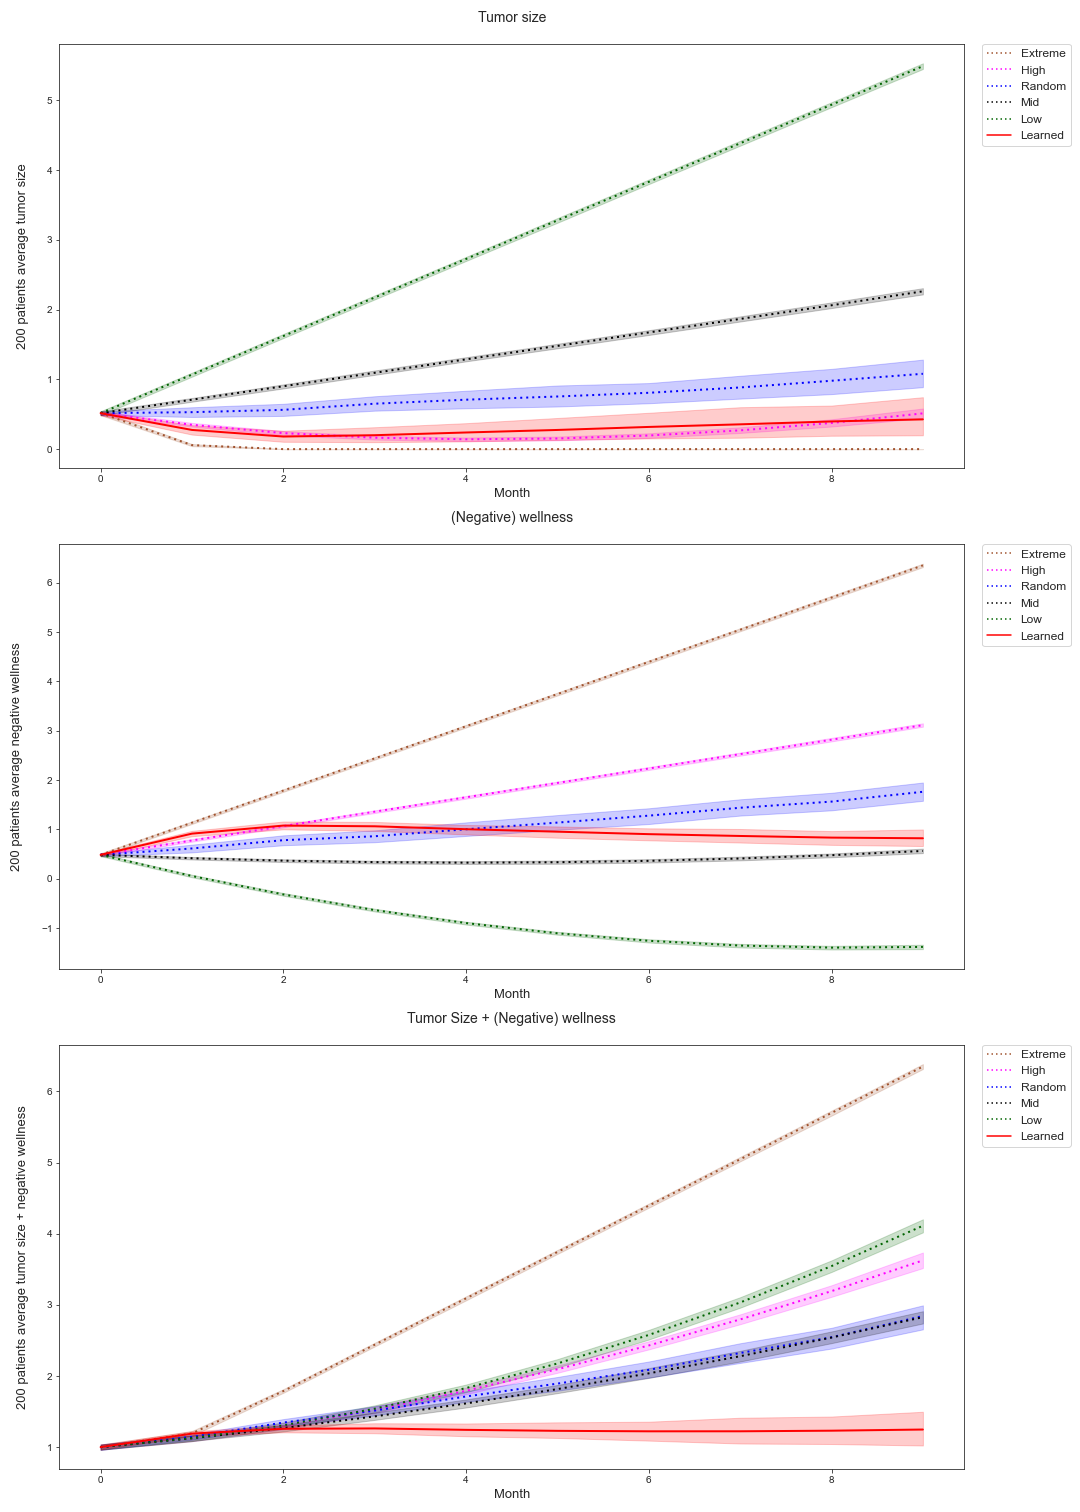 Tumor size
200 patients average tumor size
5
4
3
2
1
0
0 2 4 6 8
Month
Extreme
High
Random
Mid
Low
Learned
(Negative) wellness
200 patients average negative wellness
6
5
4
3
2
1
0
−1
0 2 4 6 8
Month
Extreme
High
Random
Mid
Low
Learned
Tumor Size + (Negative) wellness
200 patients average tumor size + negative wellness
6
5
4
3
2
1
0 2 4 6 8
Month
Extreme
High
Random
Mid
Low
Learned